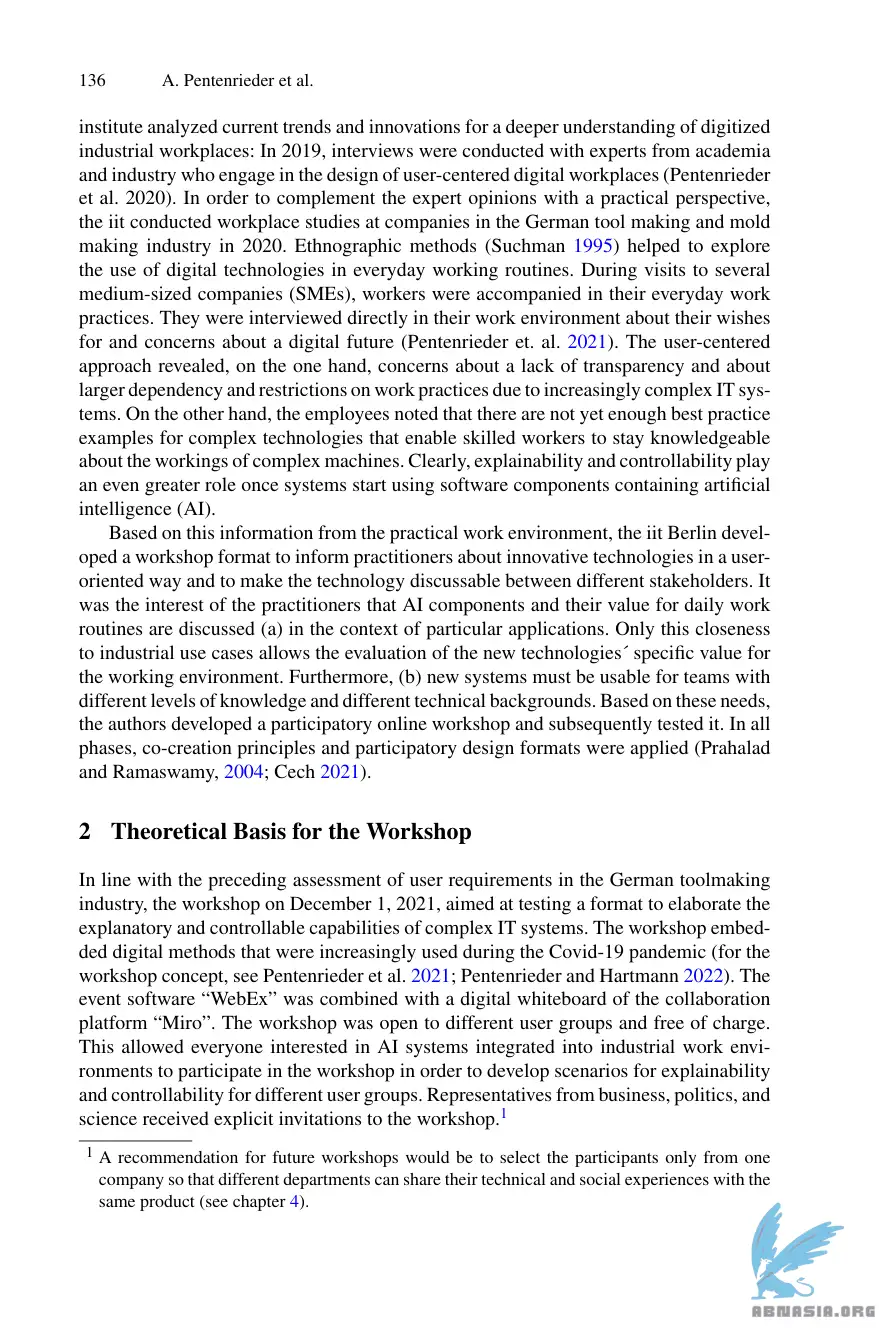 136 A. Pentenrieder et al.
institute analyzed current trends and innovations for a deeper understanding of digitized
industrial workplaces: In 2019, interviews were conducted with experts from academia
and industry who engage in the design of user-centered digital workplaces (Pentenrieder
et al. 2020). In order to complement the expert opinions with a practical perspective,
the iit conducted workplace studies at companies in the German tool making and mold
making industry in 2020. Ethnographic methods (Suchman 1995) helped to explore
the use of digital technologies in everyday working routines. During visits to several
medium-sized companies (SMEs), workers were accompanied in their everyday work
practices. They were interviewed directly in their work environment about their wishes
for and concerns about a digital future (Pentenrieder et. al. 2021). The user-centered
approach revealed, on the one hand, concerns about a lack of transparency and about
larger dependency and restrictions on work practices due to increasingly complex IT sys-
tems. On the other hand, the employees noted that there are not yet enough best practice
examples for complex technologies that enable skilled workers to stay knowledgeable
about the workings of complex machines. Clearly, explainability and controllability play
an even greater role once systems start using software components containing artificial
intelligence (AI).
Based on this information from the practical work environment, the iit Berlin devel-
oped a workshop format to inform practitioners about innovative technologies in a user-
oriented way and to make the technology discussable between different stakeholders. It
was the interest of the practitioners that AI components and their value for daily work
routines are discussed (a) in the context of particular applications. Only this closeness
to industrial use cases allows the evaluation of the new technologies´ specific value for
the working environment. Furthermore, (b) new systems must be usable for teams with
different levels of knowledge and different technical backgrounds. Based on these needs,
the authors developed a participatory online workshop and subsequently tested it. In all
phases, co-creation principles and participatory design formats were applied (Prahalad
and Ramaswamy, 2004; Cech 2021).
2 Theoretical Basis for the Workshop
In line with the preceding assessment of user requirements in the German toolmaking
industry, the workshop on December 1, 2021, aimed at testing a format to elaborate the
explanatory and controllable capabilities of complex IT systems. The workshop embed-
ded digital methods that were increasingly used during the Covid-19 pandemic (for the
workshop concept, see Pentenrieder et al. 2021; Pentenrieder and Hartmann 2022). The
event software “WebEx” was combined with a digital whiteboard of the collaboration
platform “Miro”. The workshop was open to different user groups and free of charge.
This allowed everyone interested in AI systems integrated into industrial work envi-
ronments to participate in the workshop in order to develop scenarios for explainability
and controllability for different user groups. Representatives from business, politics, and
science received explicit invitations to the workshop.1
1 A recommendation for future workshops would be to select the participants only from one
company so that different departments can share their technical and social experiences with the
same product (see chapter 4).
ABNASIA.ORG